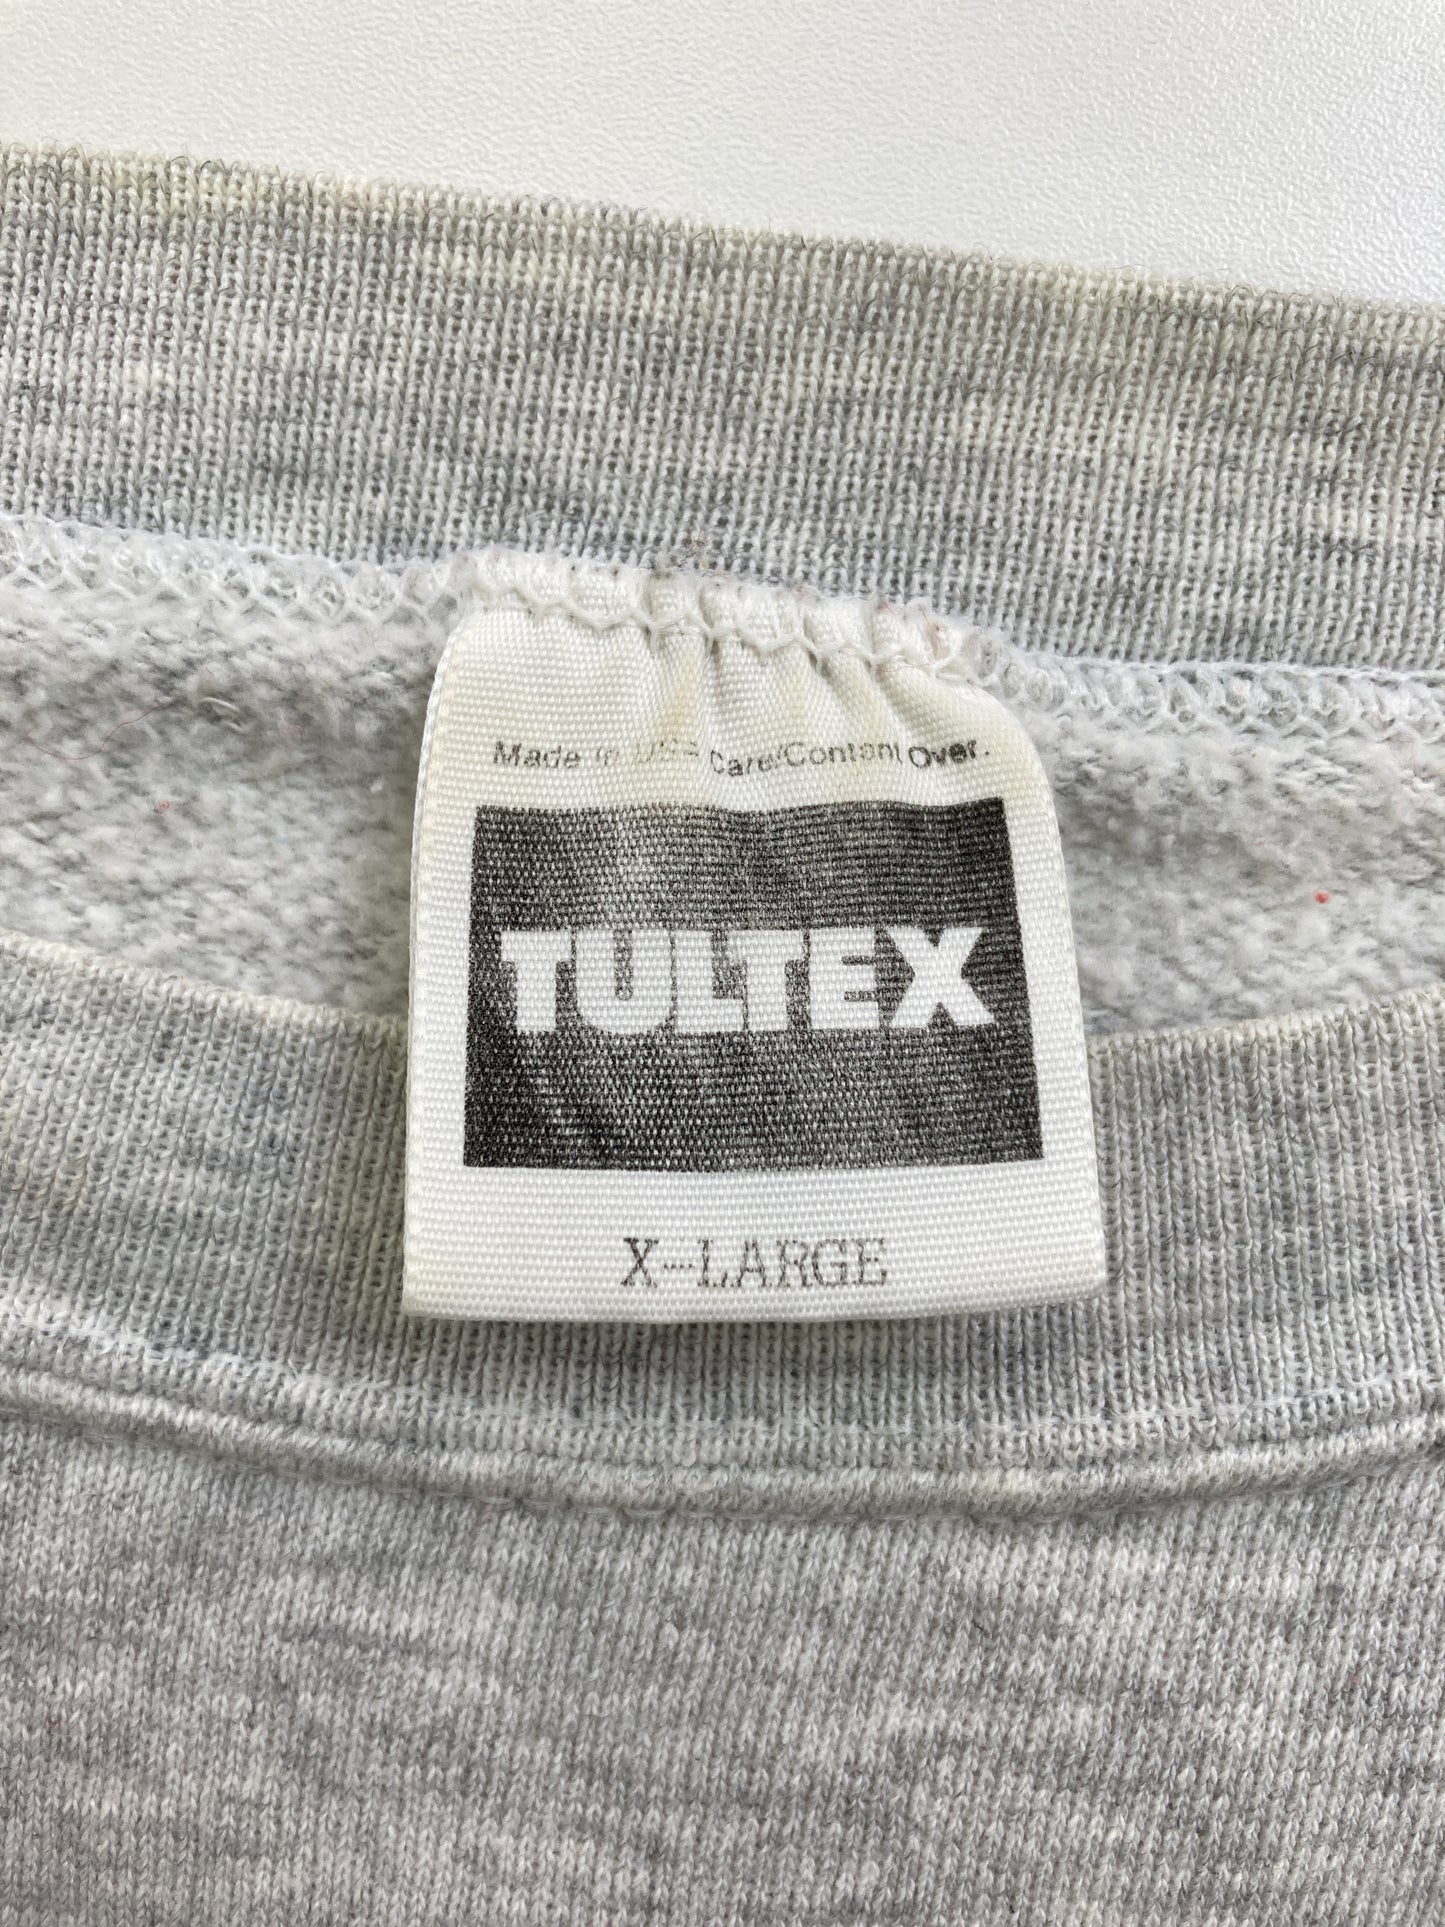 Made in USA Care/Content Over.
TULTEX
X-LARGE